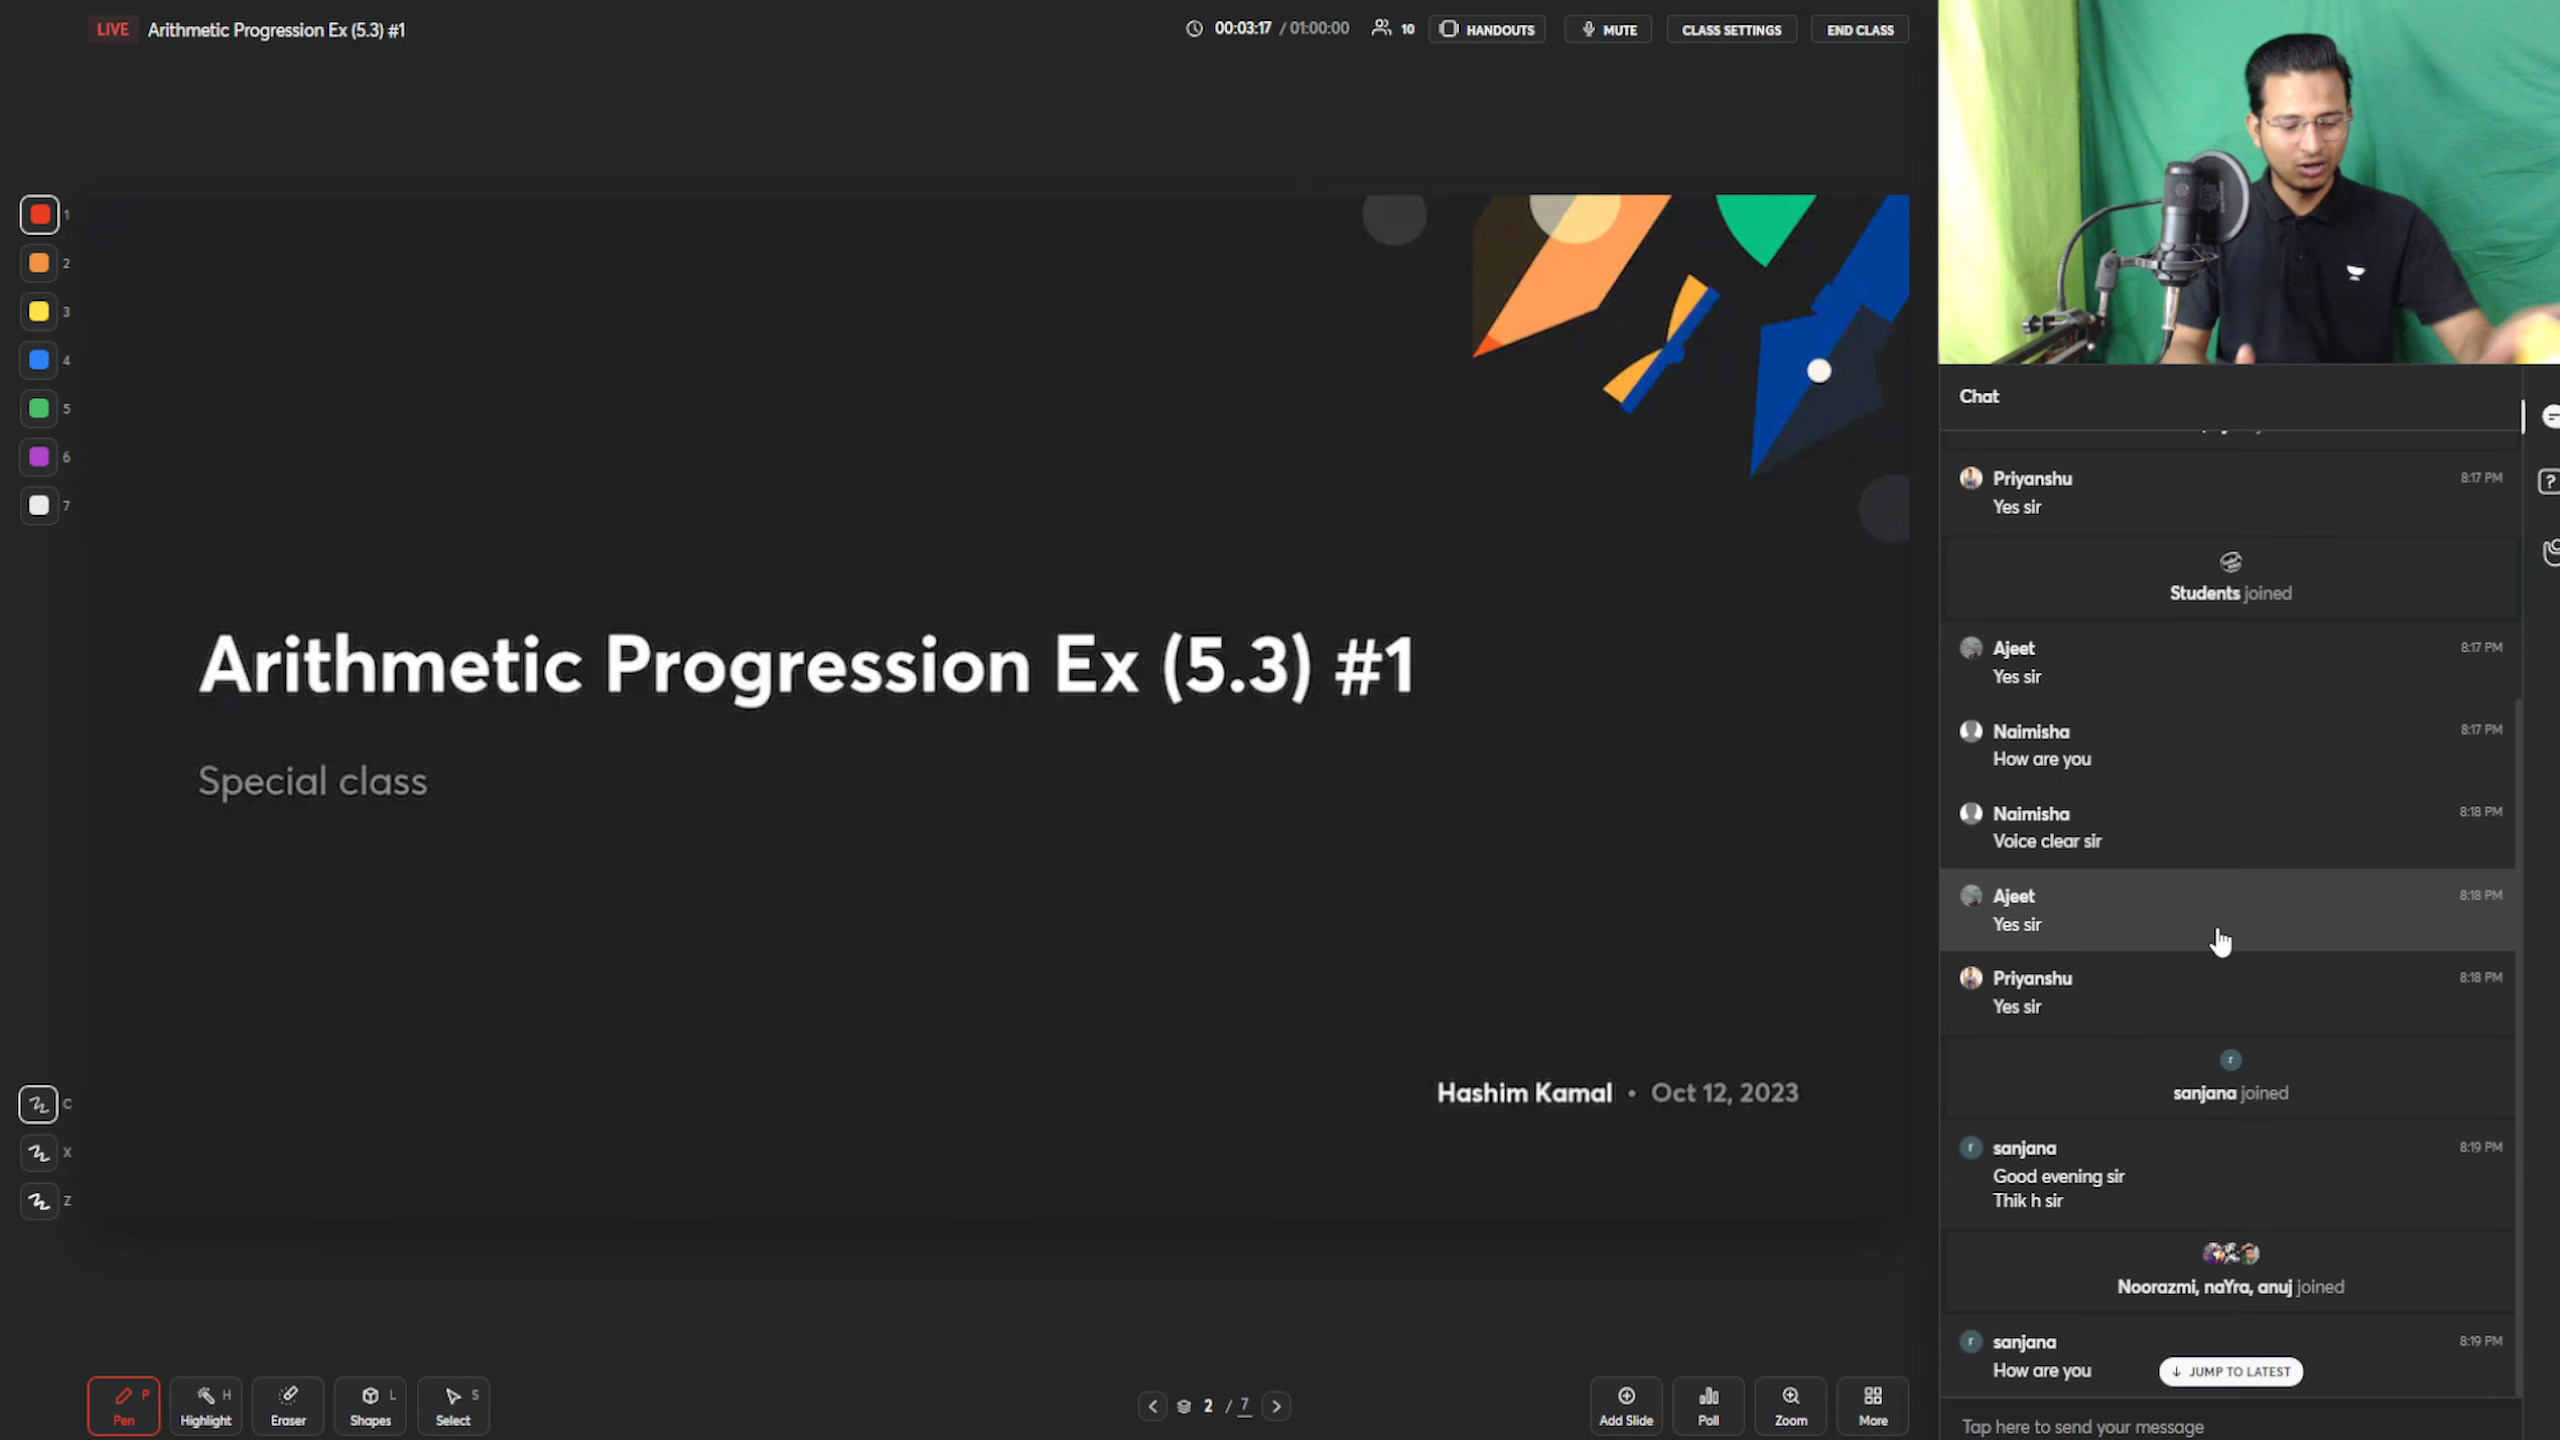 LIVE Arithmetic Progression Ex (5.3) #1
00:03:17 / 01:00:00 10 HANDOUTS MUTE CLASS SETTINGS END CLASS
1
2
3
4
5
6
7
Arithmetic Progression Ex (5.3) #1
Special class
Hashim Kamal • Oct 12, 2023
C
X
Z
P
Pen
H
Highlight
Eraser
L
Shapes
S
Select
2 / 7
Add Slide
Poll
Zoom
More
Chat
Priyanshu 8:17 PM
Yes sir
Students joined
Ajeet 8:17 PM
Yes sir
Naimisha 8:17 PM
How are you
Naimisha 8:18 PM
Voice clear sir
Ajeet 8:18 PM
Yes sir
Priyanshu 8:18 PM
Yes sir
r
sanjana joined
r
sanjana 8:19 PM
Good evening sir
Thik h sir
Noorazmi, naYra, anuj joined
r
sanjana 8:19 PM
How are you
JUMP TO LATEST
Tap here to send your message
?